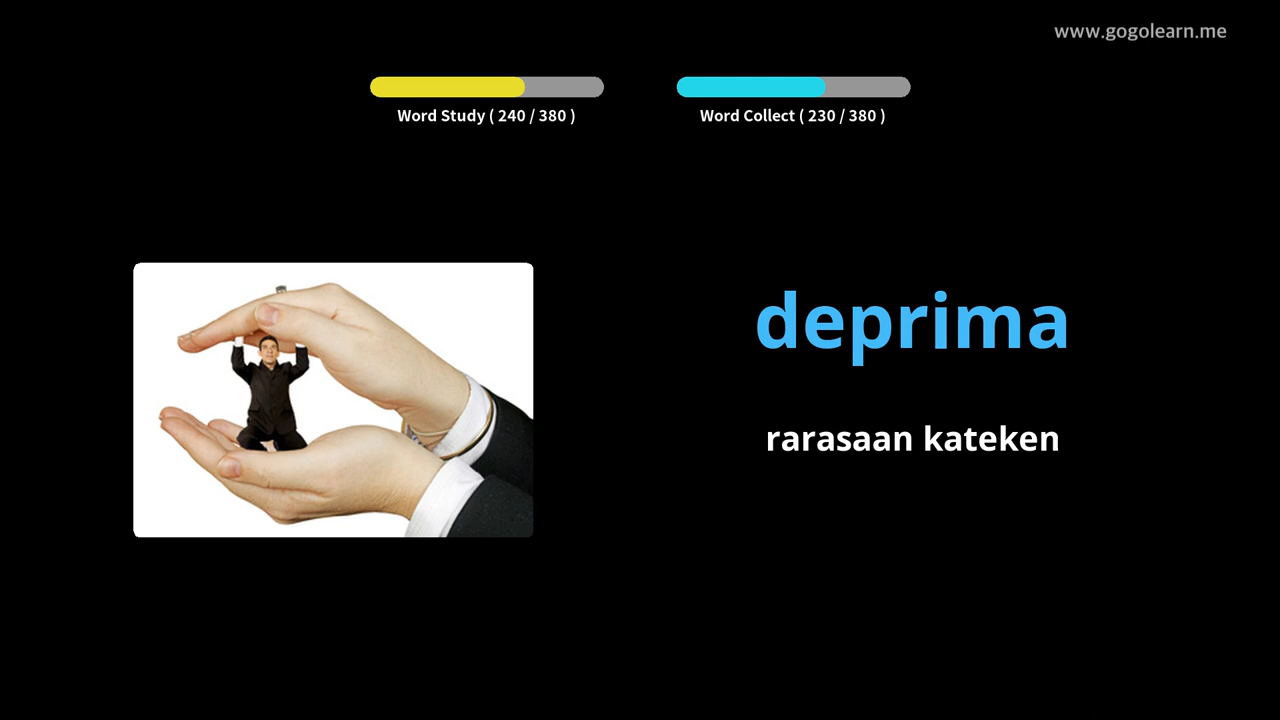 www.gogolearn.me
Word Study ( 240 / 380 )
Word Collect ( 230 / 380 )
deprima
rarasaan kateken